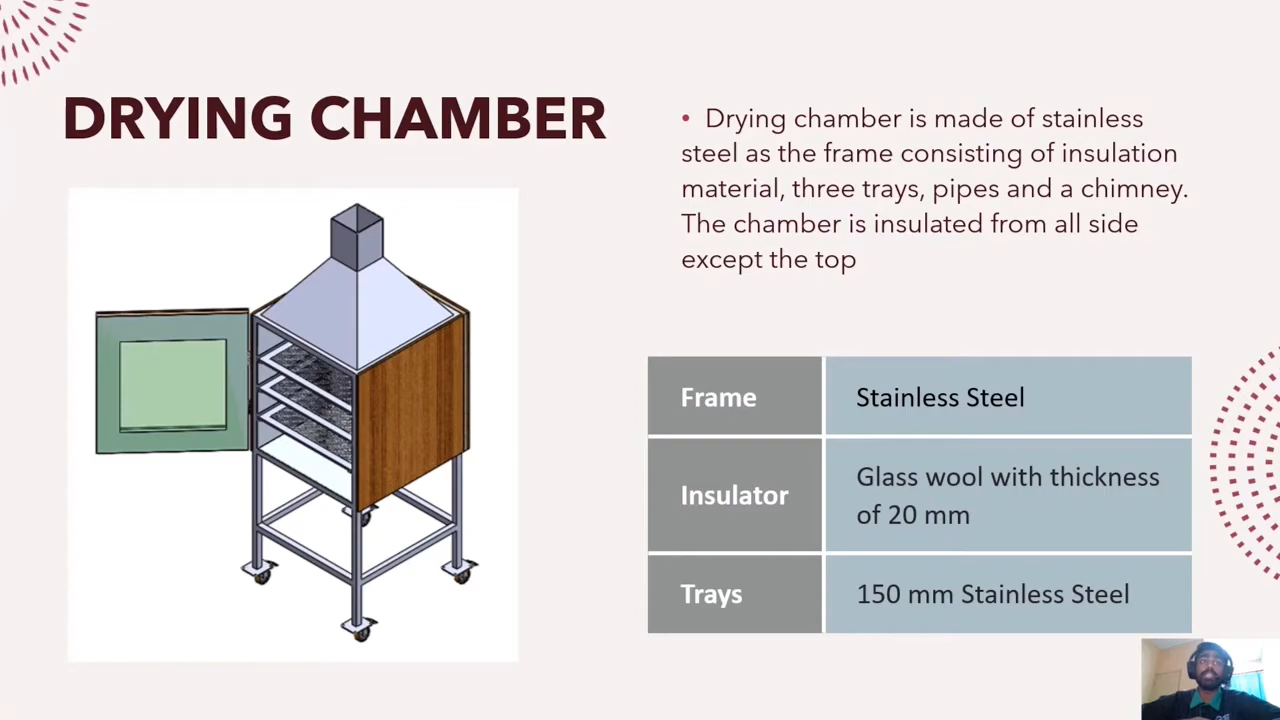 DRYING CHAMBER
• Drying chamber is made of stainless
steel as the frame consisting of insulation
material, three trays, pipes and a chimney.
The chamber is insulated from all side
except the top
Frame
Stainless Steel
Insulator
Glass wool with thickness
of 20 mm
Trays
150 mm Stainless Steel